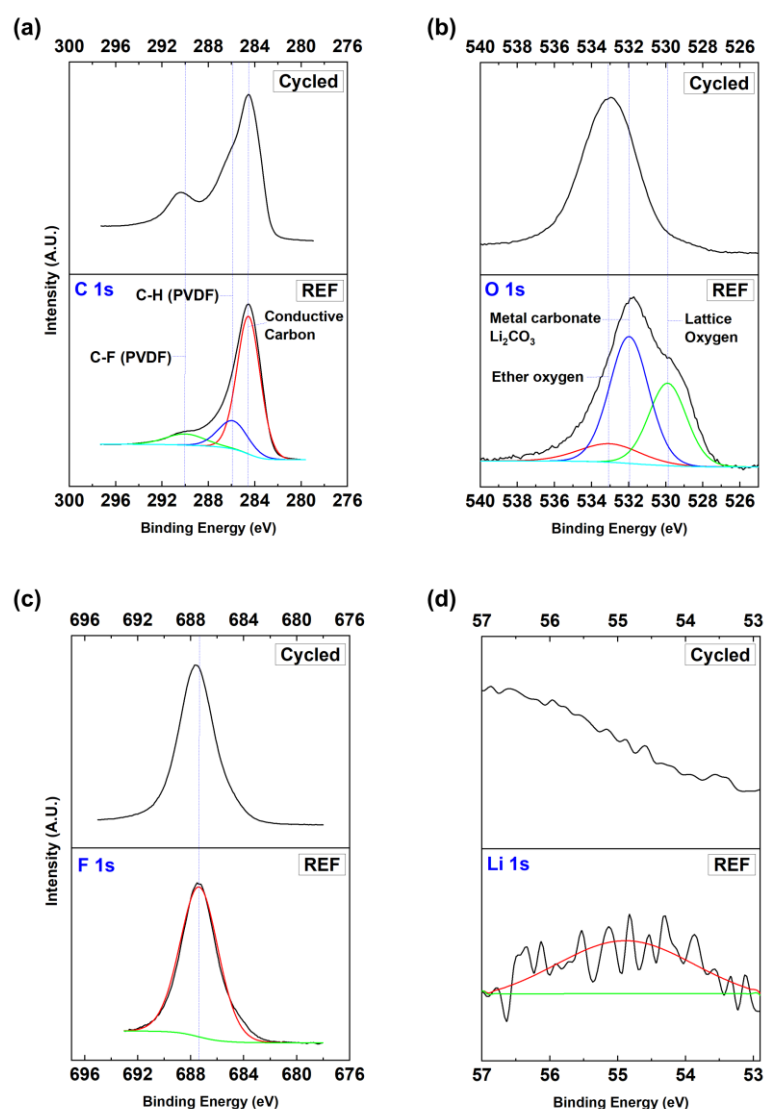 (a)
300 296 292 288 284 280 276
Cycled
C 1s
REF
C-H (PVDF)
Conductive
Carbon
C-F (PVDF)
300 296 292 288 284 280 276
Binding Energy (eV)
Intensity (A.U.)
(b)
540 538 536 534 532 530 528 526
Cycled
O 1s
REF
Metal carbonate
Li₂CO₃
Lattice
Oxygen
Ether oxygen
540 538 536 534 532 530 528 526
Binding Energy (eV)
(c)
696 692 688 684 680 676
Cycled
F 1s
REF
696 692 688 684 680 676
Binding Energy (eV)
Intensity (A.U.)
(d)
57 56 55 54 53
Cycled
Li 1s
REF
57 56 55 54 53
Binding Energy (eV)